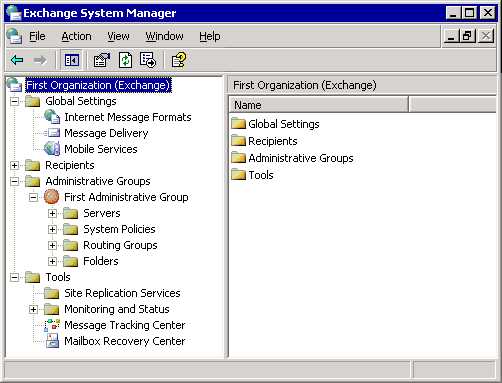 Exchange System Manager
File Action View Window Help
First Organization (Exchange)
Global Settings
Internet Message Formats
Message Delivery
Mobile Services
Recipients
Administrative Groups
First Administrative Group
Servers
System Policies
Routing Groups
Folders
Tools
Site Replication Services
Monitoring and Status
Message Tracking Center
Mailbox Recovery Center
First Organization (Exchange)
Name
Global Settings
Recipients
Administrative Groups
Tools